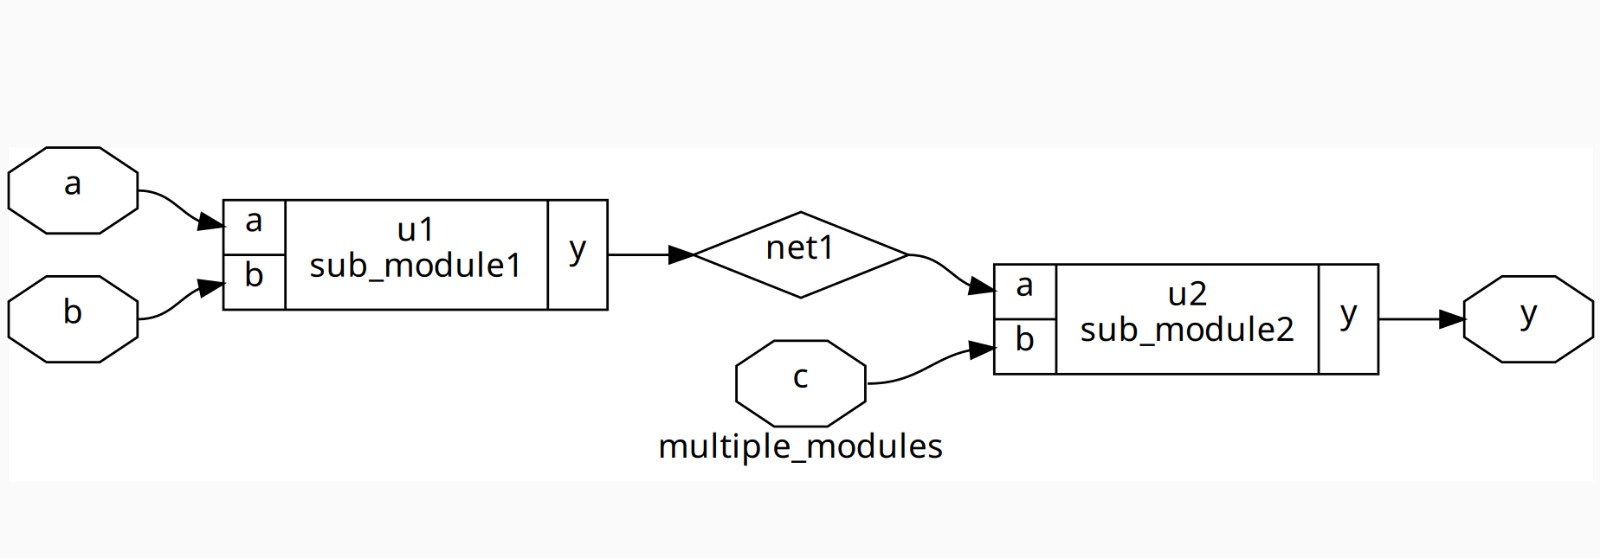 a
b
a
b
u1
sub_module1
y
net1
c
a
b
u2
sub_module2
y
y
multiple_modules